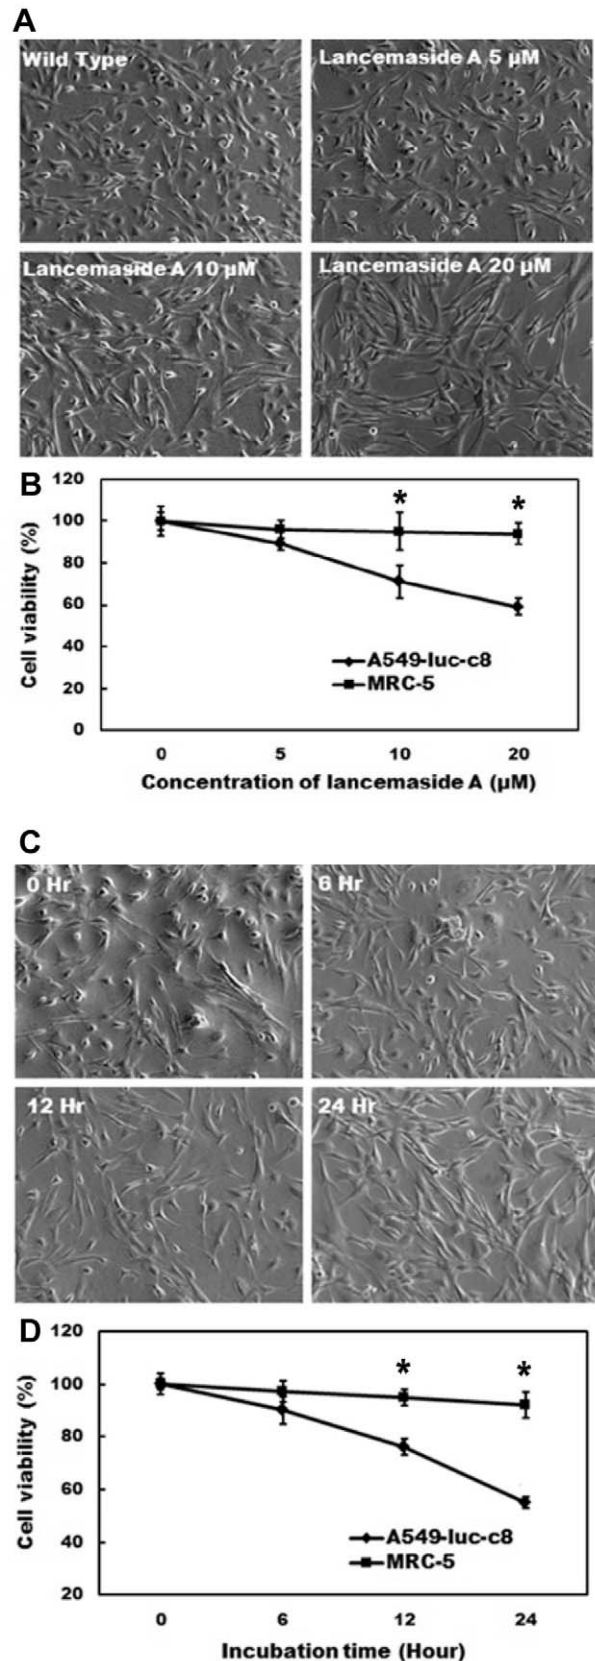 A
Wild Type
Lancemaside A 5 µM
Lancemaside A 10 µM
Lancemaside A 20 µM
B
120
100
80
60
40
20
0
Cell viability (%)
*
*
A549-luc-c8
MRC-5
0 5 10 20
Concentration of lancemaside A (µM)
C
0 Hr
6 Hr
12 Hr
24 Hr
D
120
100
80
60
40
20
Cell viability (%)
*
*
A549-luc-c8
MRC-5
0 6 12 24
Incubation time (Hour)